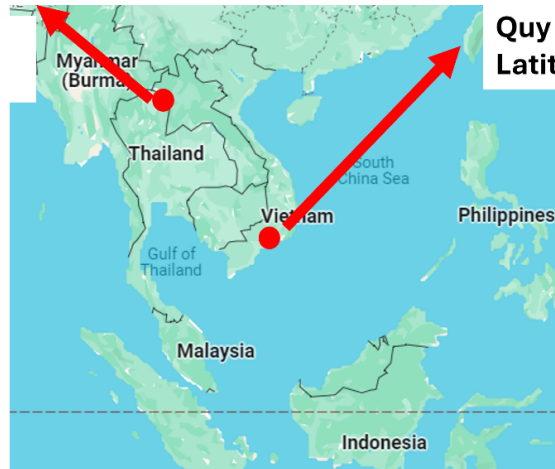 Quy
Latit
Myanmar
(Burma)
Thailand
South
China Sea
Vietnam
Philippines
Gulf of
Thailand
Malaysia
Indonesia